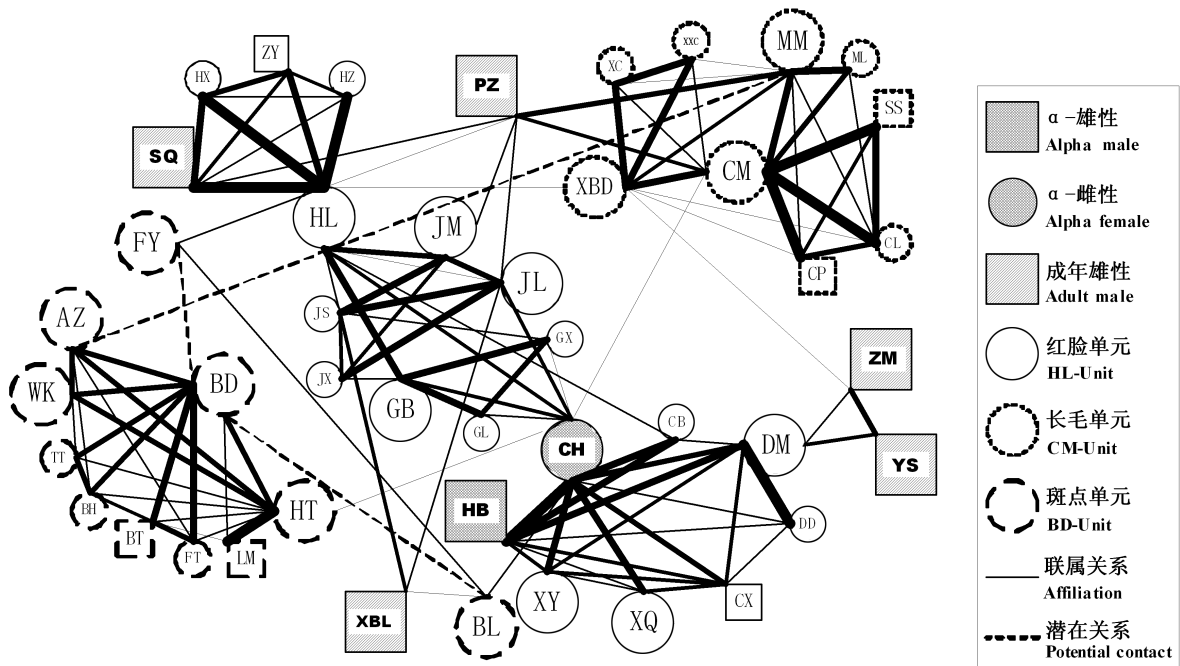 ZY
HX
HZ
SQ
HL
PZ
XC
XXC
MM
ML
SS
XBD
CM
CL
CP
FY
JM
JL
JS
GX
JX
GB
GL
AZ
WK
BD
TT
BH
BT
FT
LM
HT
CH
CB
DM
ZM
YS
HB
DD
XY
XQ
CX
XBL
BL
α-雄性
Alpha male
α-雌性
Alpha female
成年雄性
Adult male
红脸单元
HL-Unit
长毛单元
CM-Unit
斑点单元
BD-Unit
联属关系
Affiliation
潜在关系
Potential contact